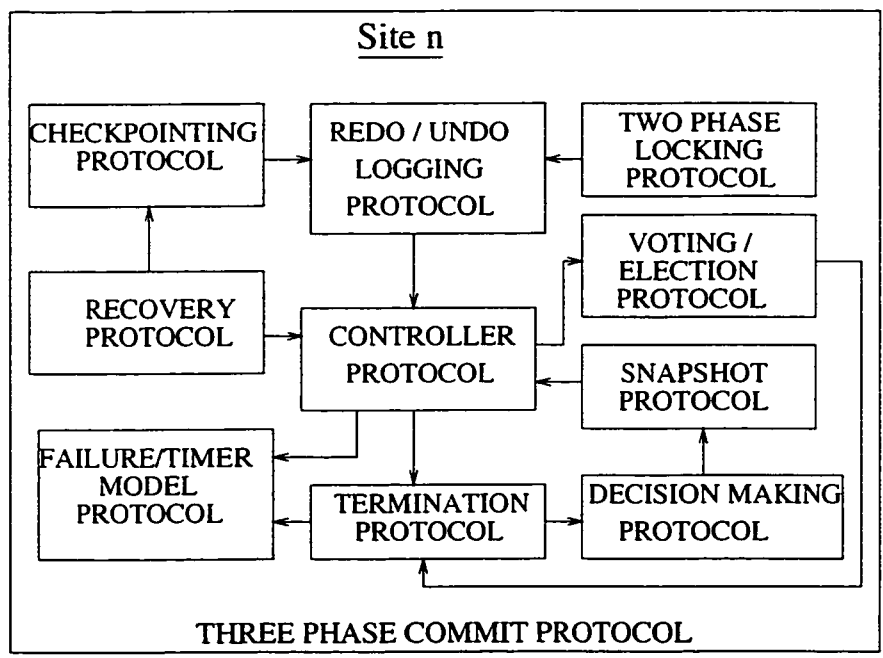 Site n
CHECKPOINTING
PROTOCOL
REDO / UNDO
LOGGING
PROTOCOL
TWO PHASE
LOCKING
PROTOCOL
VOTING /
ELECTION
PROTOCOL
RECOVERY
PROTOCOL
CONTROLLER
PROTOCOL
SNAPSHOT
PROTOCOL
FAILURE/TIMER
MODEL
PROTOCOL
TERMINATION
PROTOCOL
DECISION MAKING
PROTOCOL
THREE PHASE COMMIT PROTOCOL